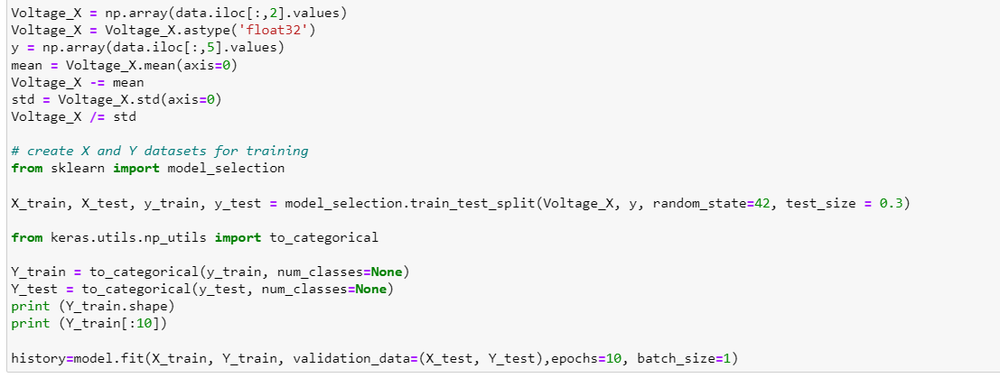 Voltage_X = np.array(data.iloc[:,2].values)
Voltage_X = Voltage_X.astype('float32')
y = np.array(data.iloc[:,5].values)
mean = Voltage_X.mean(axis=0)
Voltage_X -= mean
std = Voltage_X.std(axis=0)
Voltage_X /= std
# create X and Y datasets for training
from sklearn import model_selection
X_train, X_test, y_train, y_test = model_selection.train_test_split(Voltage_X, y, random_state=42, test_size = 0.3)
from keras.utils.np_utils import to_categorical
Y_train = to_categorical(y_train, num_classes=None)
Y_test = to_categorical(y_test, num_classes=None)
print (Y_train.shape)
print (Y_train[:10])
history=model.fit(X_train, Y_train, validation_data=(X_test, Y_test),epochs=10, batch_size=1)